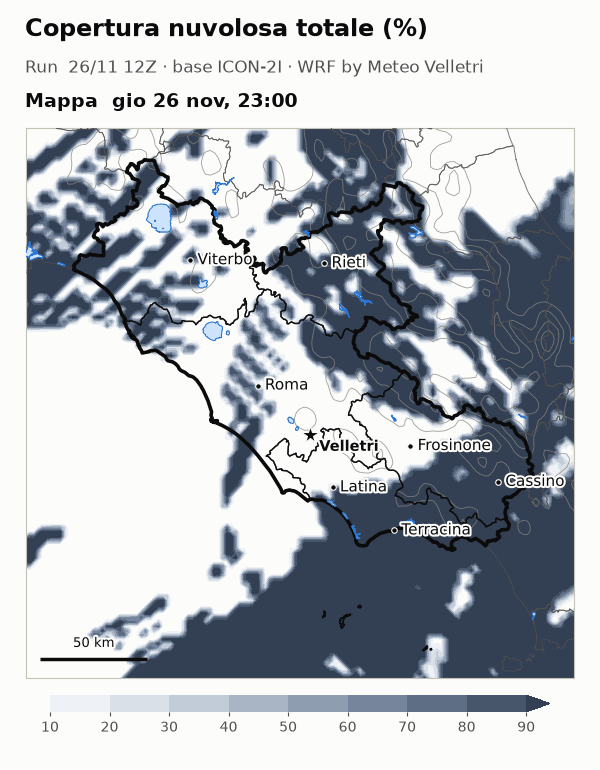 Copertura nuvolosa totale (%)
Run  26/11 12Z · base ICON-2I · WRF by Meteo Velletri
Mappa  gio 26 nov, 23:00
Viterbo
Rieti
Roma
Velletri
Frosinone
Latina
Cassino
Terracina
50 km
10 20 30 40 50 60 70 80 90